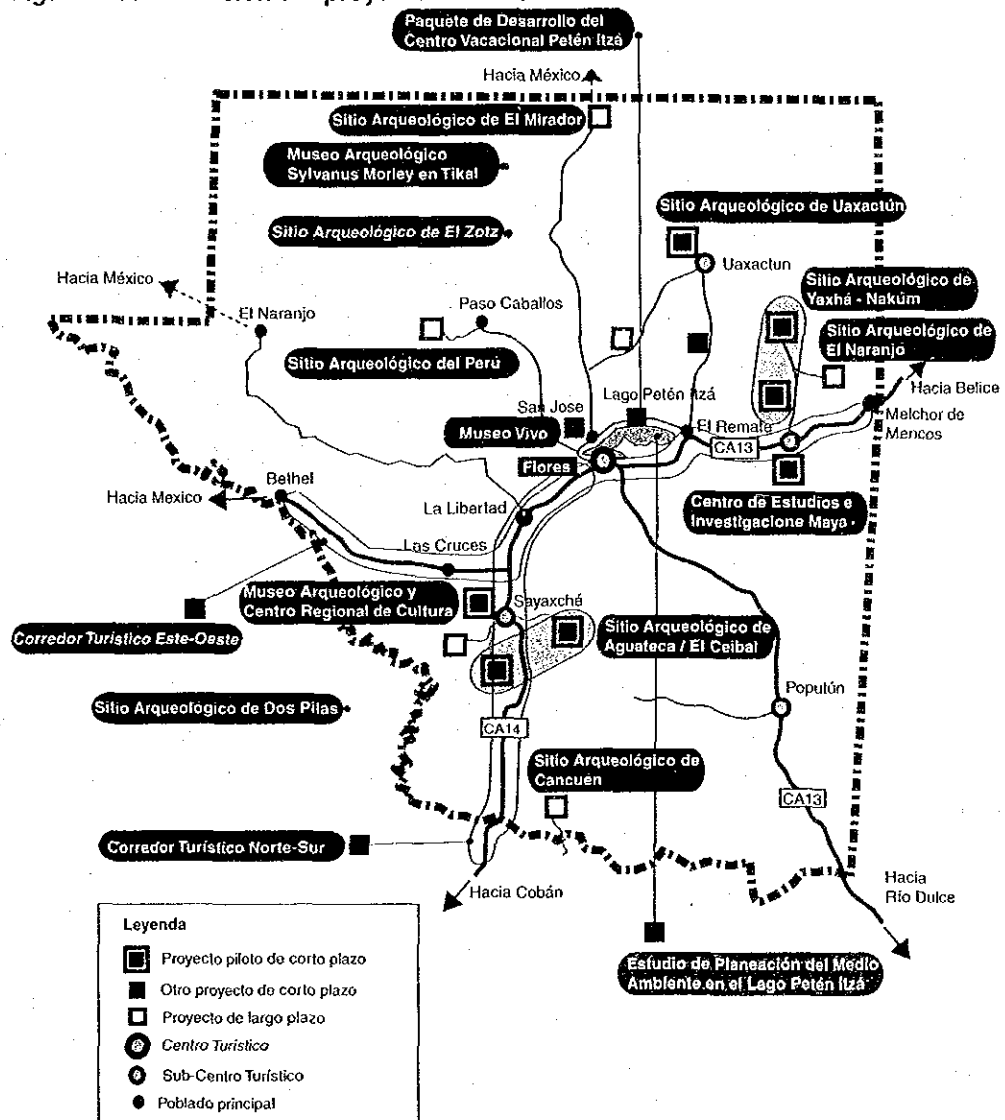 Paquete de Desarrollo del
Centro Vacacional Petén Itzá
Hacia México
Sitio Arqueológico de El Mirador
Museo Arqueológico
Sylvanus Morley en Tikal
Sitio Arqueológico de Uaxactún
Sitio Arqueológico de El Zotz
Uaxactun
Hacia México
Sitio Arqueológico de
Yaxhá - Nakúm
El Naranjo
Paso Caballos
Sitio Arqueológico de
El Naranjo
Sitio Arqueológico del Perú
Hacia Belice
Lago Petén Itzá
San Jose
Melchor de
Mencos
Museo Vivo
El Remate
CA13
Flores
Bethel
Hacia Mexico
La Libertad
Centro de Estudios e
Investigacione Maya
Las Cruces
Museo Arqueológico y
Centro Regional de Cultura
Sayaxché
Corredor Turístico Este-Oeste
Sitio Arqueológico de
Aguateca / El Ceibal
Sitio Arqueológico de Dos Pilas
Populún
CA14
Sitio Arqueológico de
Cancuén
CA13
Corredor Turístico Norte-Sur
Hacia Cobán
Hacia
Río Dulce
Estudio de Planeación del Medio
Ambiente en el Lago Petén Itzá
Leyenda
Proyecto piloto de corto plazo
Otro proyecto de corto plazo
Proyecto de largo plazo
Centro Turístico
Sub-Centro Turístico
Poblado principal